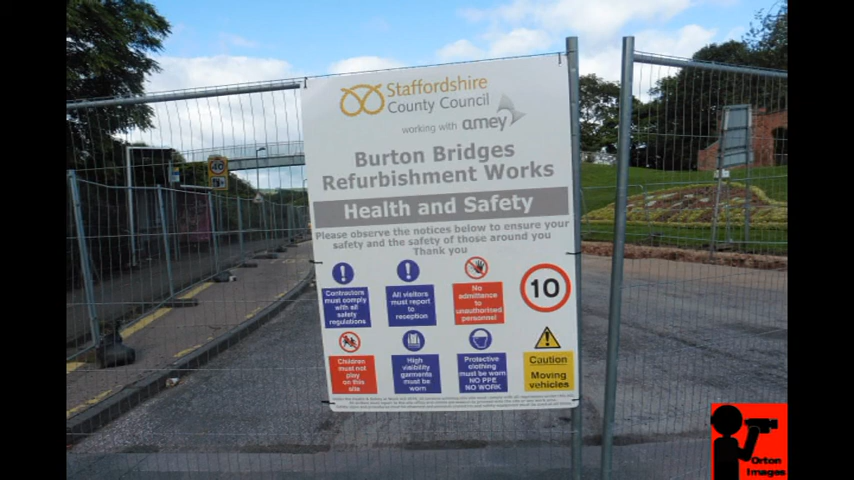 Staffordshire
County Council
working with amey
Burton Bridges
Refurbishment Works
Health and Safety
Please observe the notices below to ensure your
safety and the safety of those around you
Thank you
Contractors
must comply
with all
safety
regulations
All visitors
must report
to
reception
No
admittance
to
unauthorised
personnel
10
Children
must not
play
on this
site
High
visibility
garments
must be
worn
Protective
clothing
must be worn
NO PPE
NO WORK
Caution
Moving
vehicles
40
Orton
Images